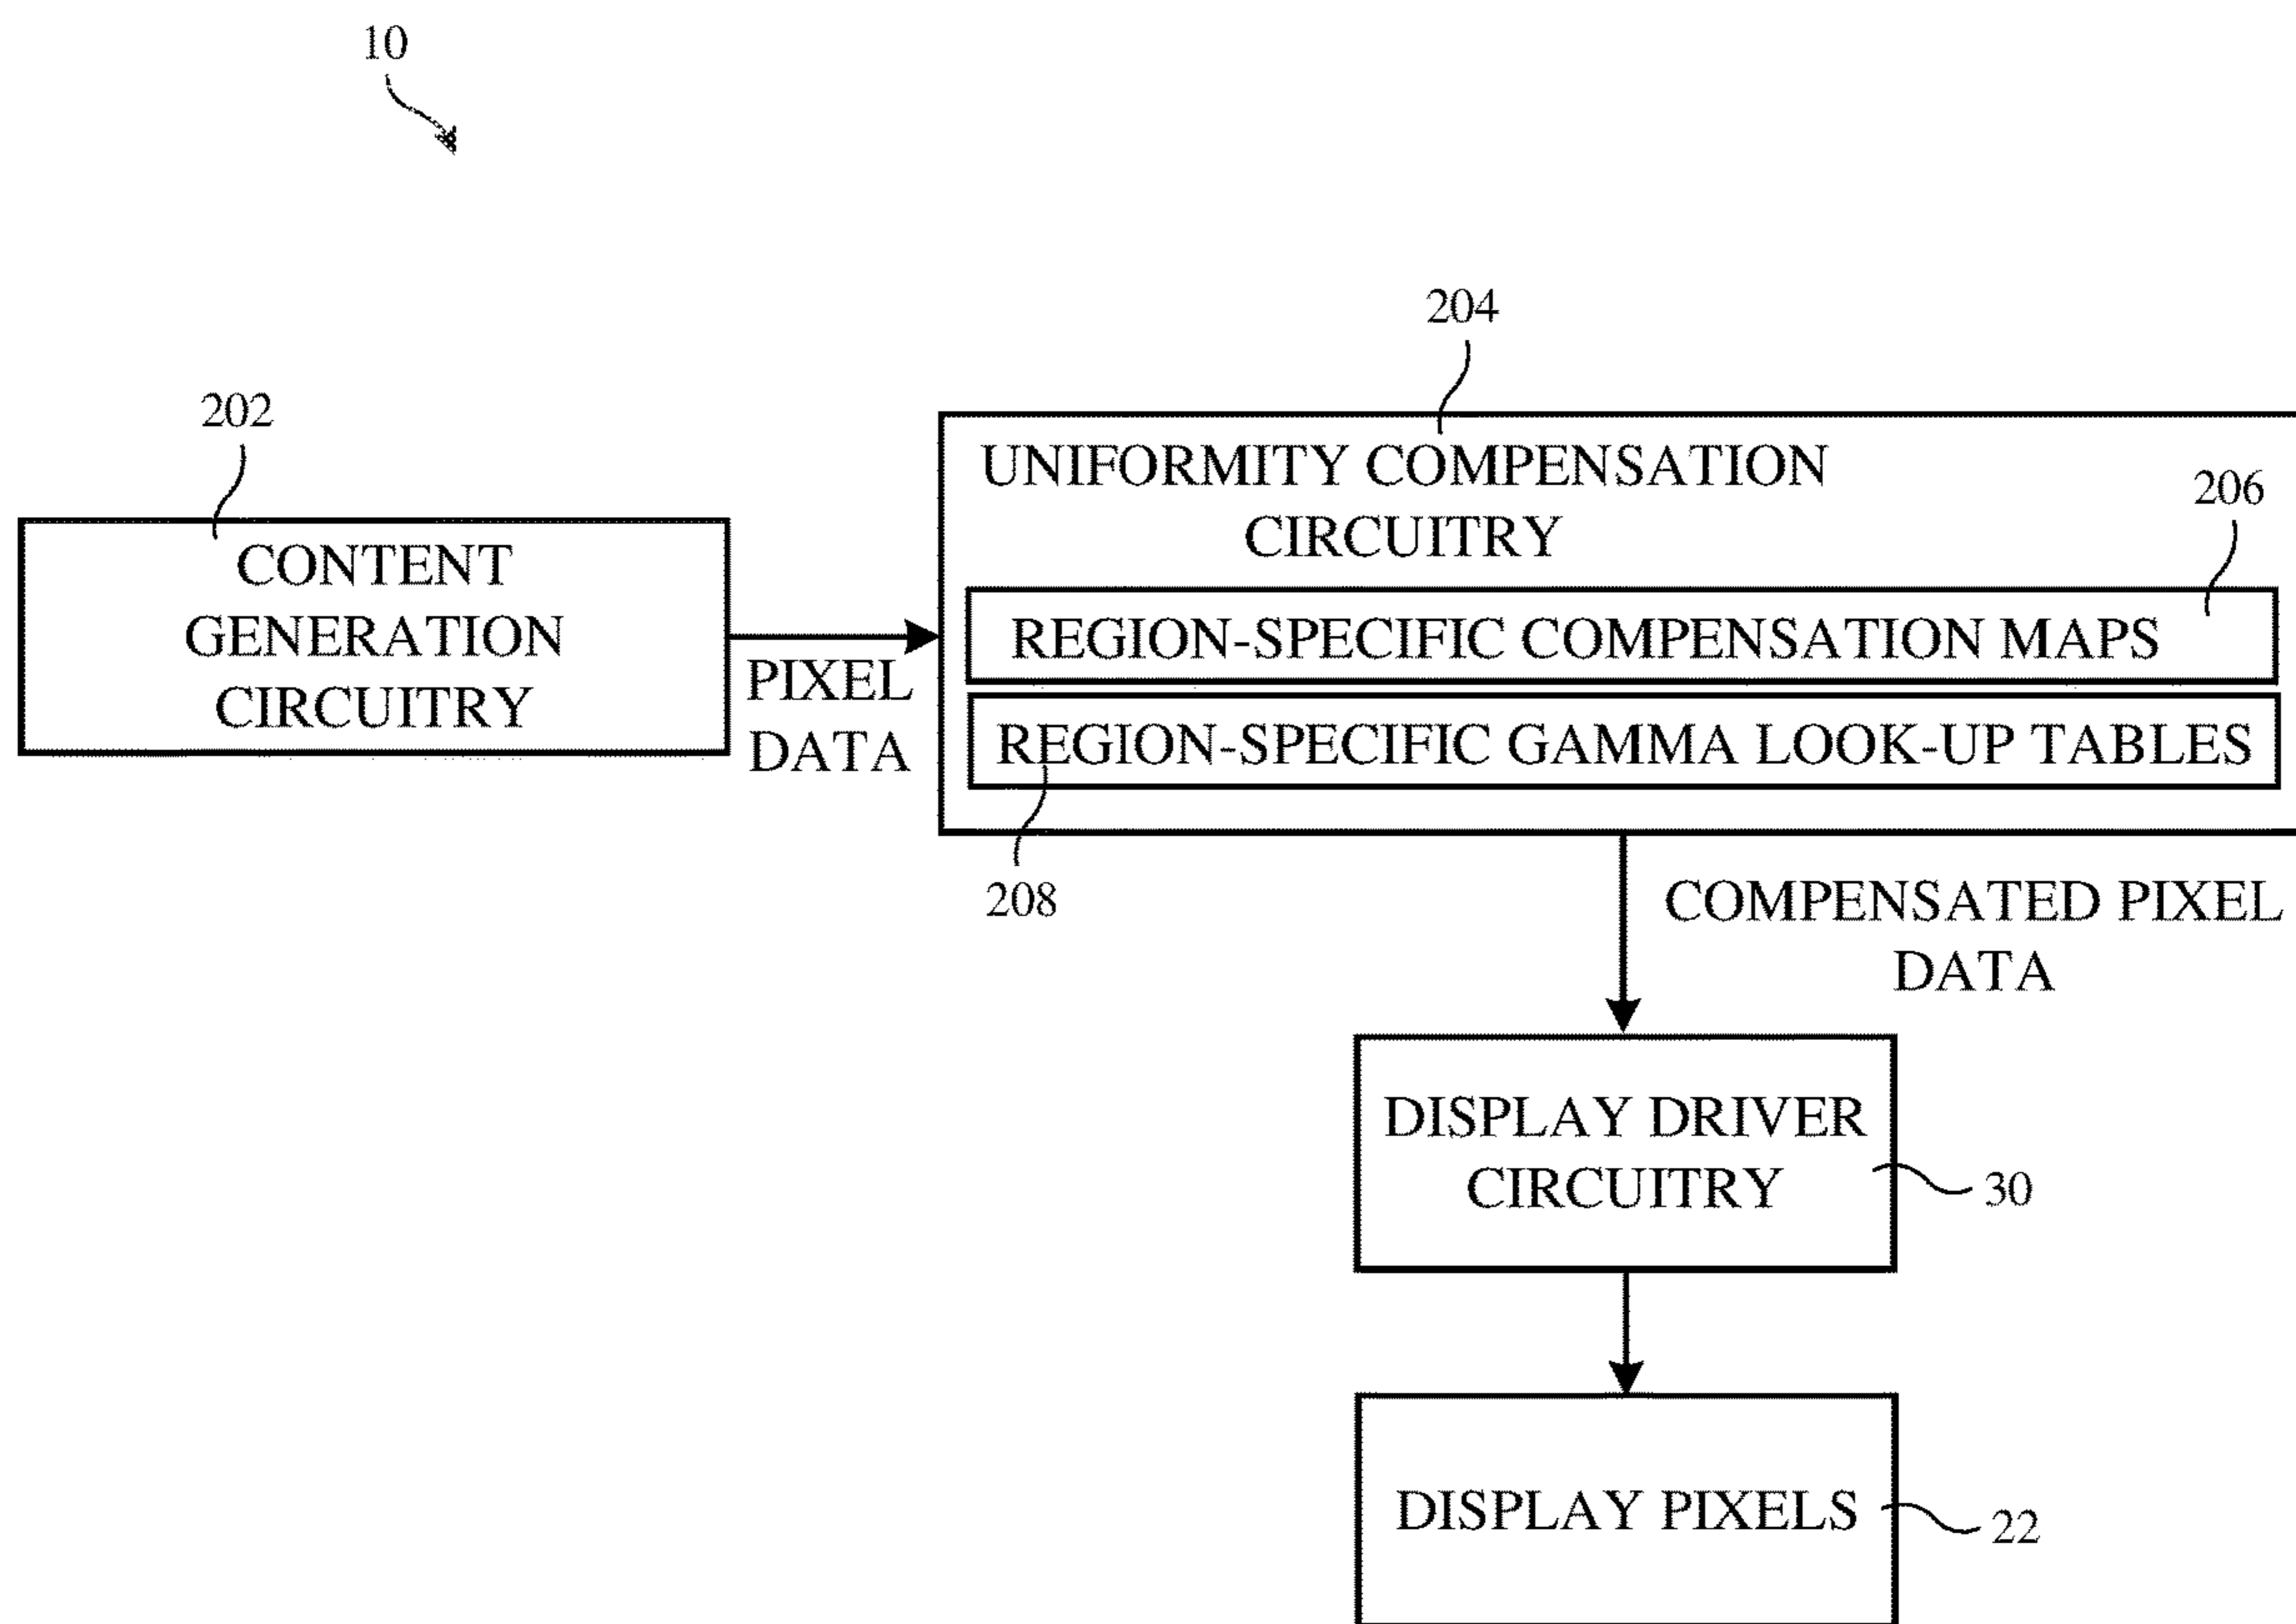 10
204
202
UNIFORMITY COMPENSATION
CIRCUITRY
206
CONTENT
GENERATION
CIRCUITRY
PIXEL
DATA
REGION-SPECIFIC COMPENSATION MAPS
REGION-SPECIFIC GAMMA LOOK-UP TABLES
208
COMPENSATED PIXEL
DATA
DISPLAY DRIVER
CIRCUITRY
30
DISPLAY PIXELS
22